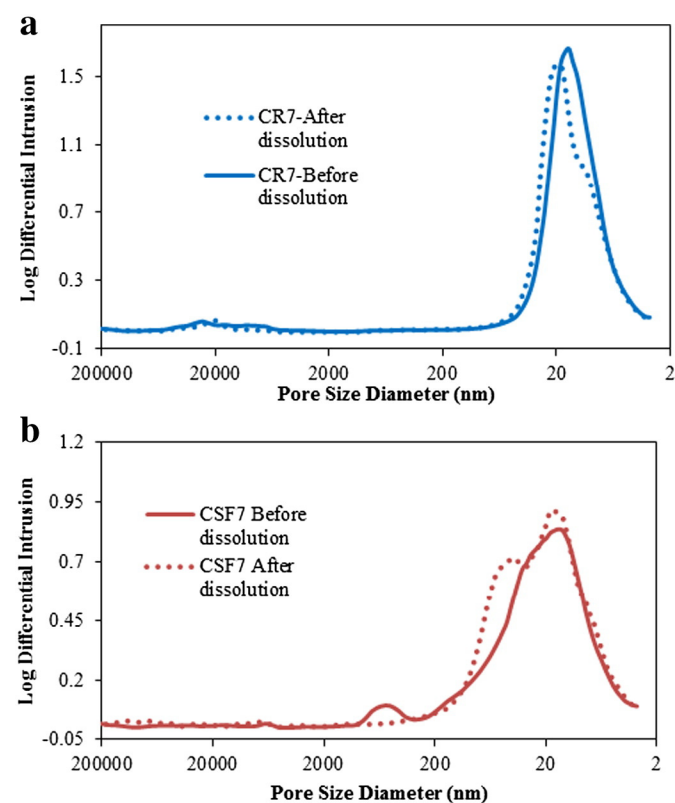 a
1.5
1.1
0.7
0.3
-0.1
Log Differential Intrusion
CR7-After
dissolution
CR7-Before
dissolution
200000 20000 2000 200 20 2
Pore Size Diameter (nm)
b
1.2
0.95
0.7
0.45
0.2
-0.05
Log Differential Intrusion
CSF7 Before
dissolution
CSF7 After
dissolution
200000 20000 2000 200 20 2
Pore Size Diameter (nm)